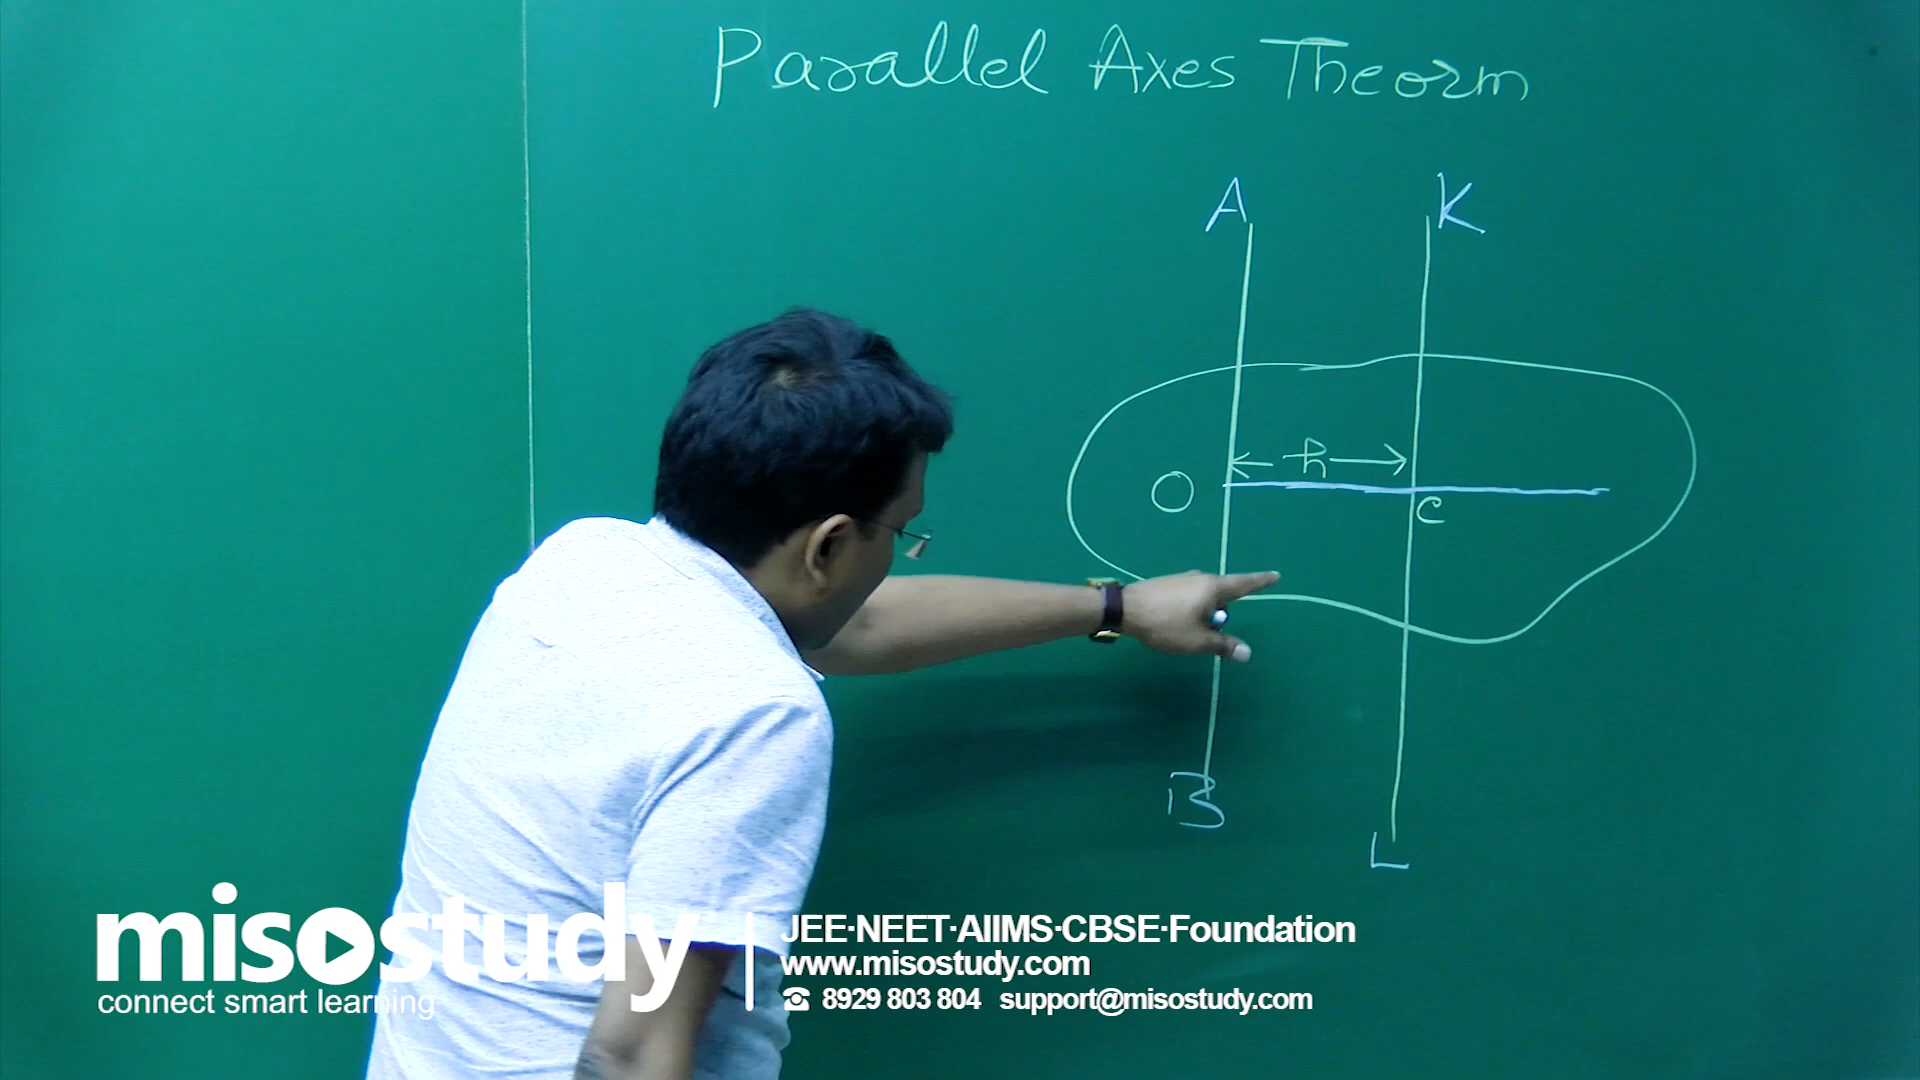 Parallel Axes Theorm
A
K
h
O
C
B
L
misostudy
connect smart learning
JEE·NEET·AIIMS·CBSE·Foundation
www.misostudy.com
☎ 8929 803 804 support@misostudy.com